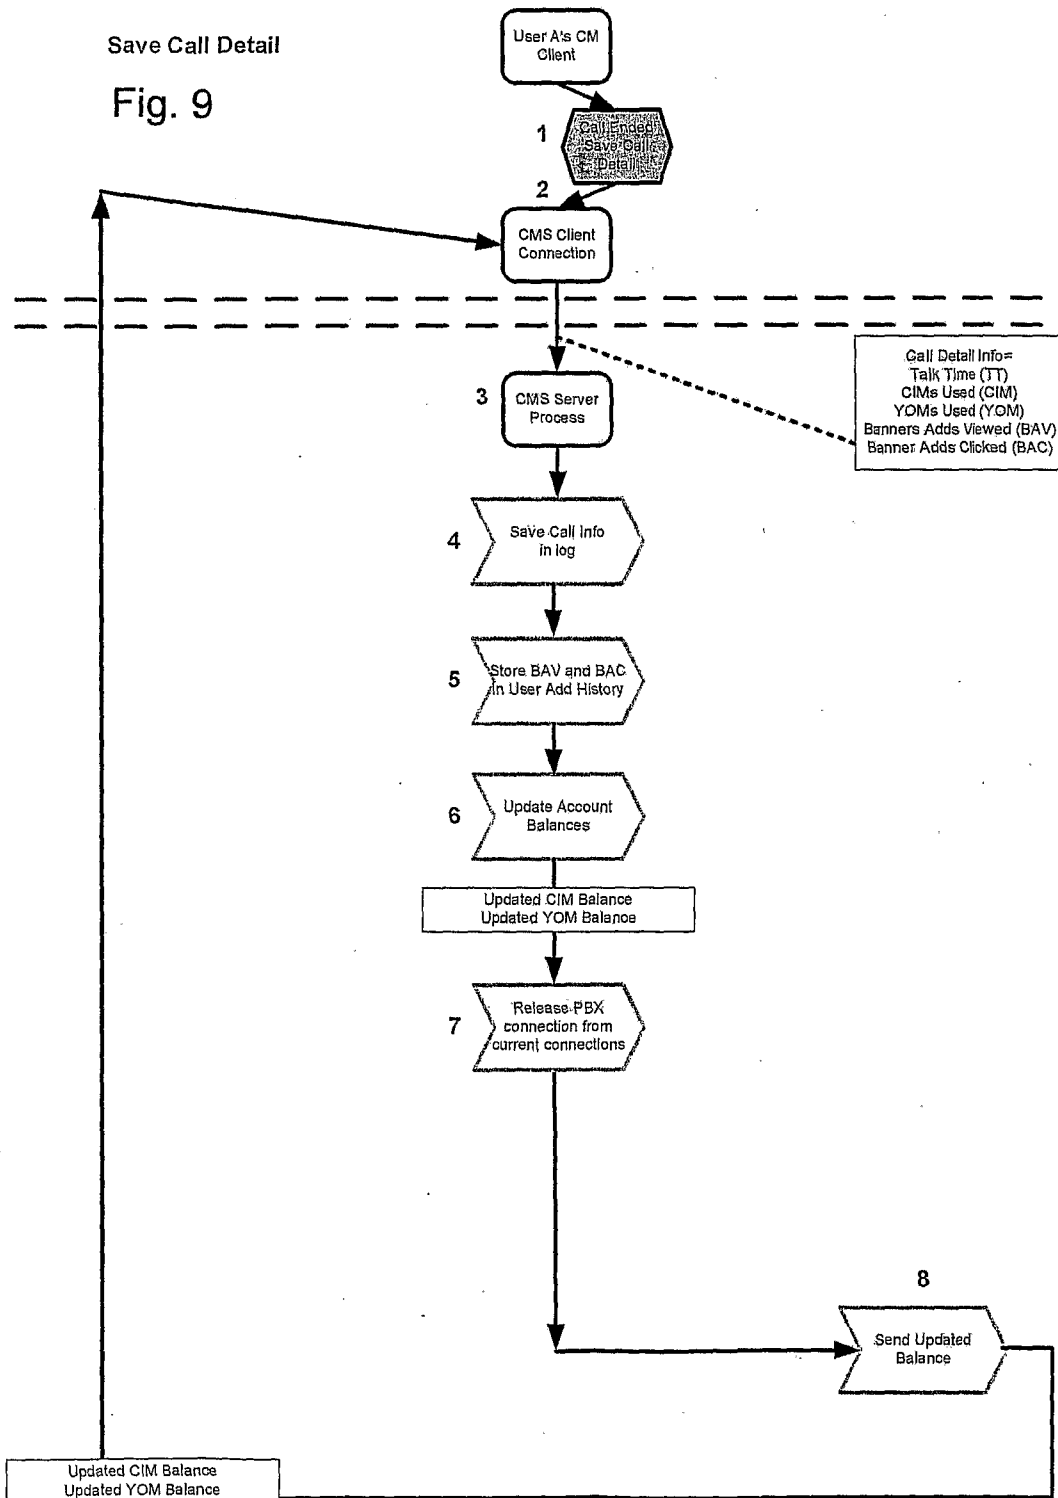 Save Call Detail
Fig. 9
User A's CM
Client
1
Call Ended
Save Call
Detail
2
CMS Client
Connection
Call Detail Info=
Talk Time (TT)
CIMs Used (CIM)
YOMs Used (YOM)
Banners Adds Viewed (BAV)
Banner Adds Clicked (BAC)
3
CMS Server
Process
4
Save Call Info
in log
5
Store BAV and BAC
in User Add History
6
Update Account
Balances
Updated CIM Balance
Updated YOM Balance
7
Release PBX
connection from
current connections
8
Send Updated
Balance
Updated CIM Balance
Updated YOM Balance